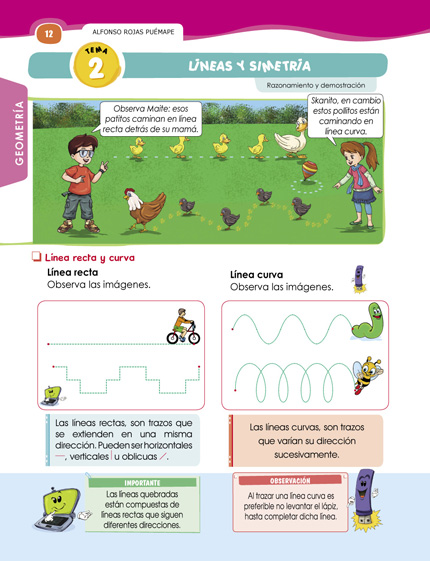 12
ALFONSO ROJAS PUÉMAPE
TEMA
2
LÍNEAS Y SIMETRÍA
Razonamiento y demostración
GEOMETRÍA
Observa Maite: esos
patitos caminan en línea
recta detrás de su mamá.
Skanito, en cambio
estos pollitos están
caminando en
línea curva.
Línea recta y curva
Línea recta
Observa las imágenes.
Línea curva
Observa las imágenes.
Las líneas rectas, son trazos que
se extienden en una misma
dirección. Pueden ser horizontales
—, verticales | u oblicuas /.
Las líneas curvas, son trazos
que varían su dirección
sucesivamente.
IMPORTANTE
Las líneas quebradas
están compuestas de
líneas rectas que siguen
diferentes direcciones.
OBSERVACIÓN
Al trazar una línea curva es
preferible no levantar el lápiz,
hasta completar dicha línea.